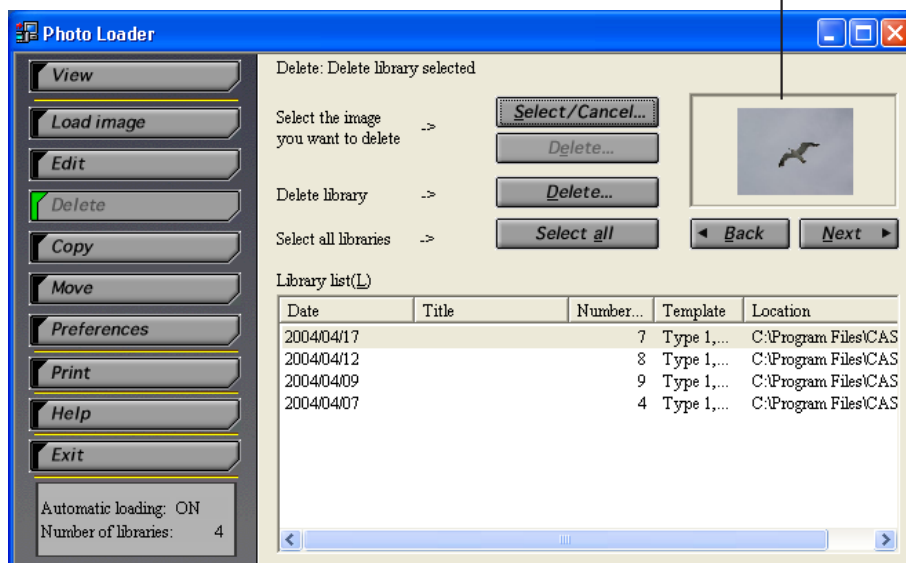 Photo Loader
View
Load image
Edit
Delete
Copy
Move
Preferences
Print
Help
Exit
Automatic loading: ON
Number of libraries: 4
Delete: Delete library selected
Select the image
you want to delete
->
Select/Cancel...
Delete...
Delete library -> Delete...
Select all libraries -> Select all
Back Next
Library list(L)
Date Title Number... Template Location
2004/04/17 7 Type 1,... C:\Program Files\CAS
2004/04/12 8 Type 1,... C:\Program Files\CAS
2004/04/09 9 Type 1,... C:\Program Files\CAS
2004/04/07 4 Type 1,... C:\Program Files\CAS